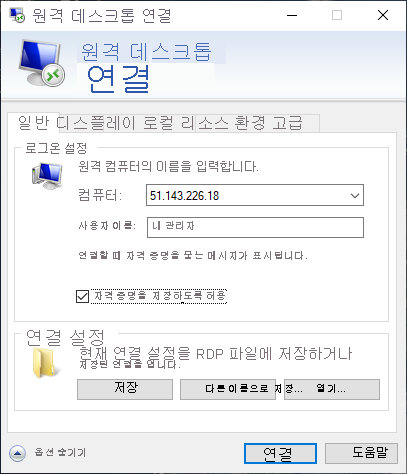 원격 데스크톱 연결
원격 데스크톱
연결
일반 디스플레이 로컬 리소스 환경 고급
로그온 설정
원격 컴퓨터의 이름을 입력합니다.
컴퓨터: 51.143.226.18
사용자 이름: 내 관리자
연결할 때 자격 증명을 묻는 메시지가 표시됩니다.
자격 증명을 저장하도록 허용
연결 설정
현재 연결 설정을 RDP 파일에 저장하거나
저장된 연결을 엽니다.
저장 다른 이름으로 저장... 열기...
옵션 숨기기 연결 도움말